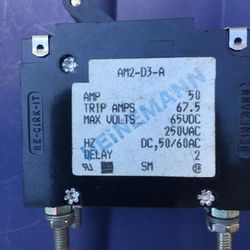 AM2-D3-A
AMP 50
TRIP AMPS 67.5
MAX VOLTS 65VDC
250VAC
HZ DC,50/60AC
DELAY 2
SM
HEINEMANN
RE-CIRK-IT